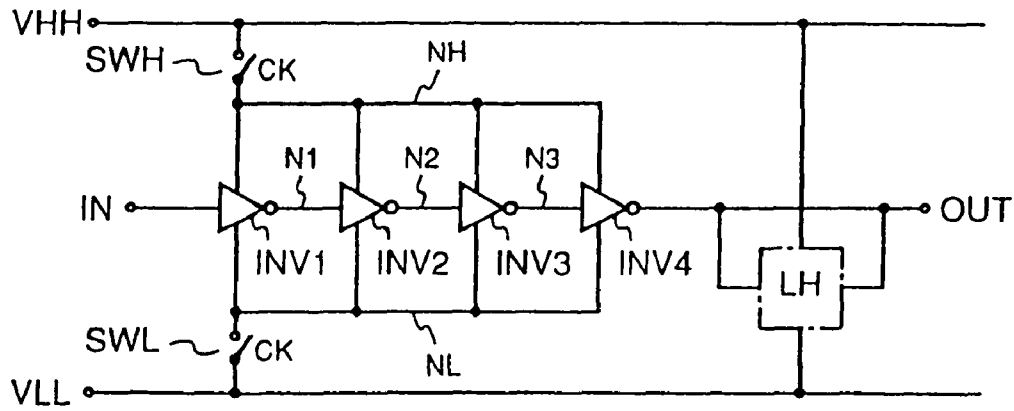 VHH
SWH
CK
NH
N1
N2
N3
IN
OUT
INV1
INV2
INV3
INV4
LH
SWL
CK
NL
VLL